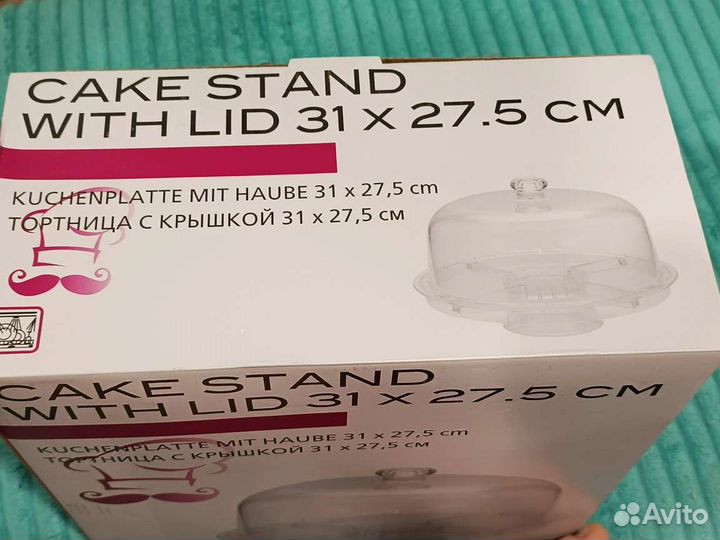 CAKE STAND
WITH LID 31 X 27.5 CM
KUCHENPLATTE MIT HAUBE 31 x 27,5 cm
ТОРТНИЦА С КРЫШКОЙ 31 x 27,5 см
CAKE STAND
WITH LID 31 X 27.5 CM
KUCHENPLATTE MIT HAUBE 31 x 27,5 cm
ТОРТНИЦА С КРЫШКОЙ 31 x 27,5 см
Avito